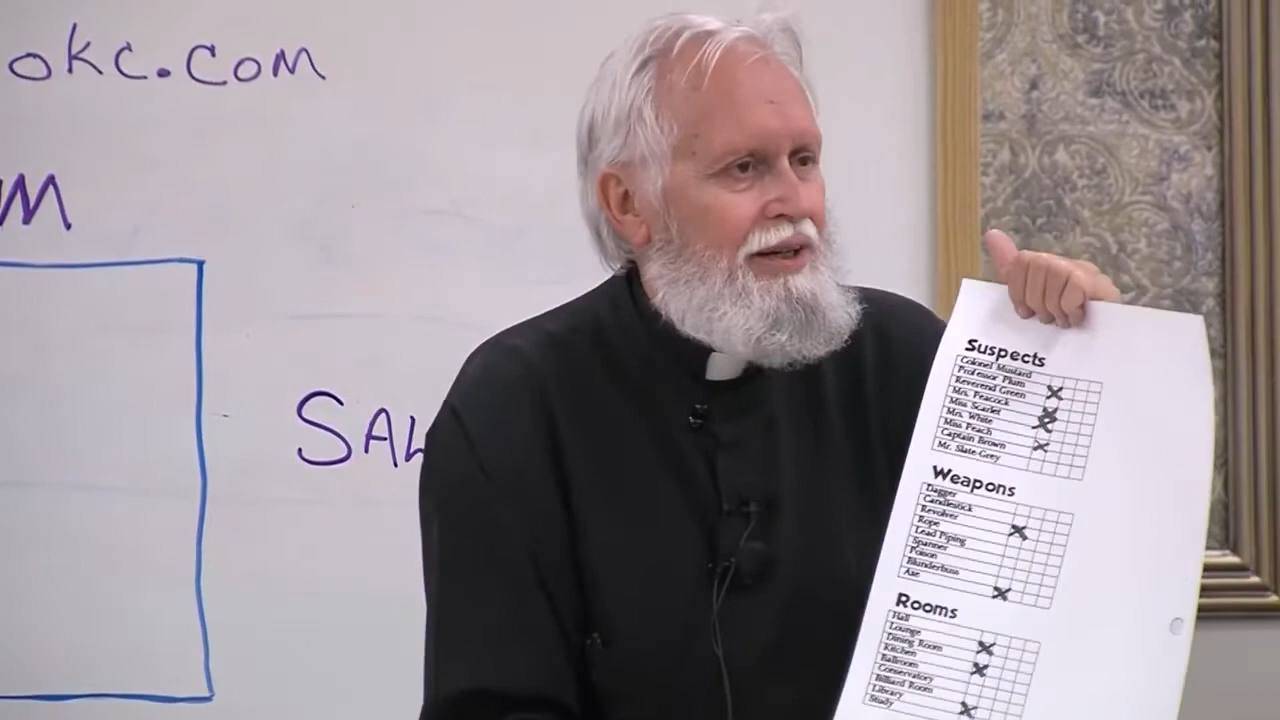 okc.com
M
SAL
Suspects
Colonel Mustard
Professor Plum
Reverend Green
Mrs. Peacock
Miss Scarlet
Mrs. White
Miss Peach
Captain Brown
Mr. Slate-Grey
Weapons
Dagger
Candlestick
Revolver
Rope
Lead Piping
Spanner
Poison
Blunderbuss
Axe
Rooms
Hall
Lounge
Dining Room
Kitchen
Ballroom
Conservatory
Billiard Room
Library
Study